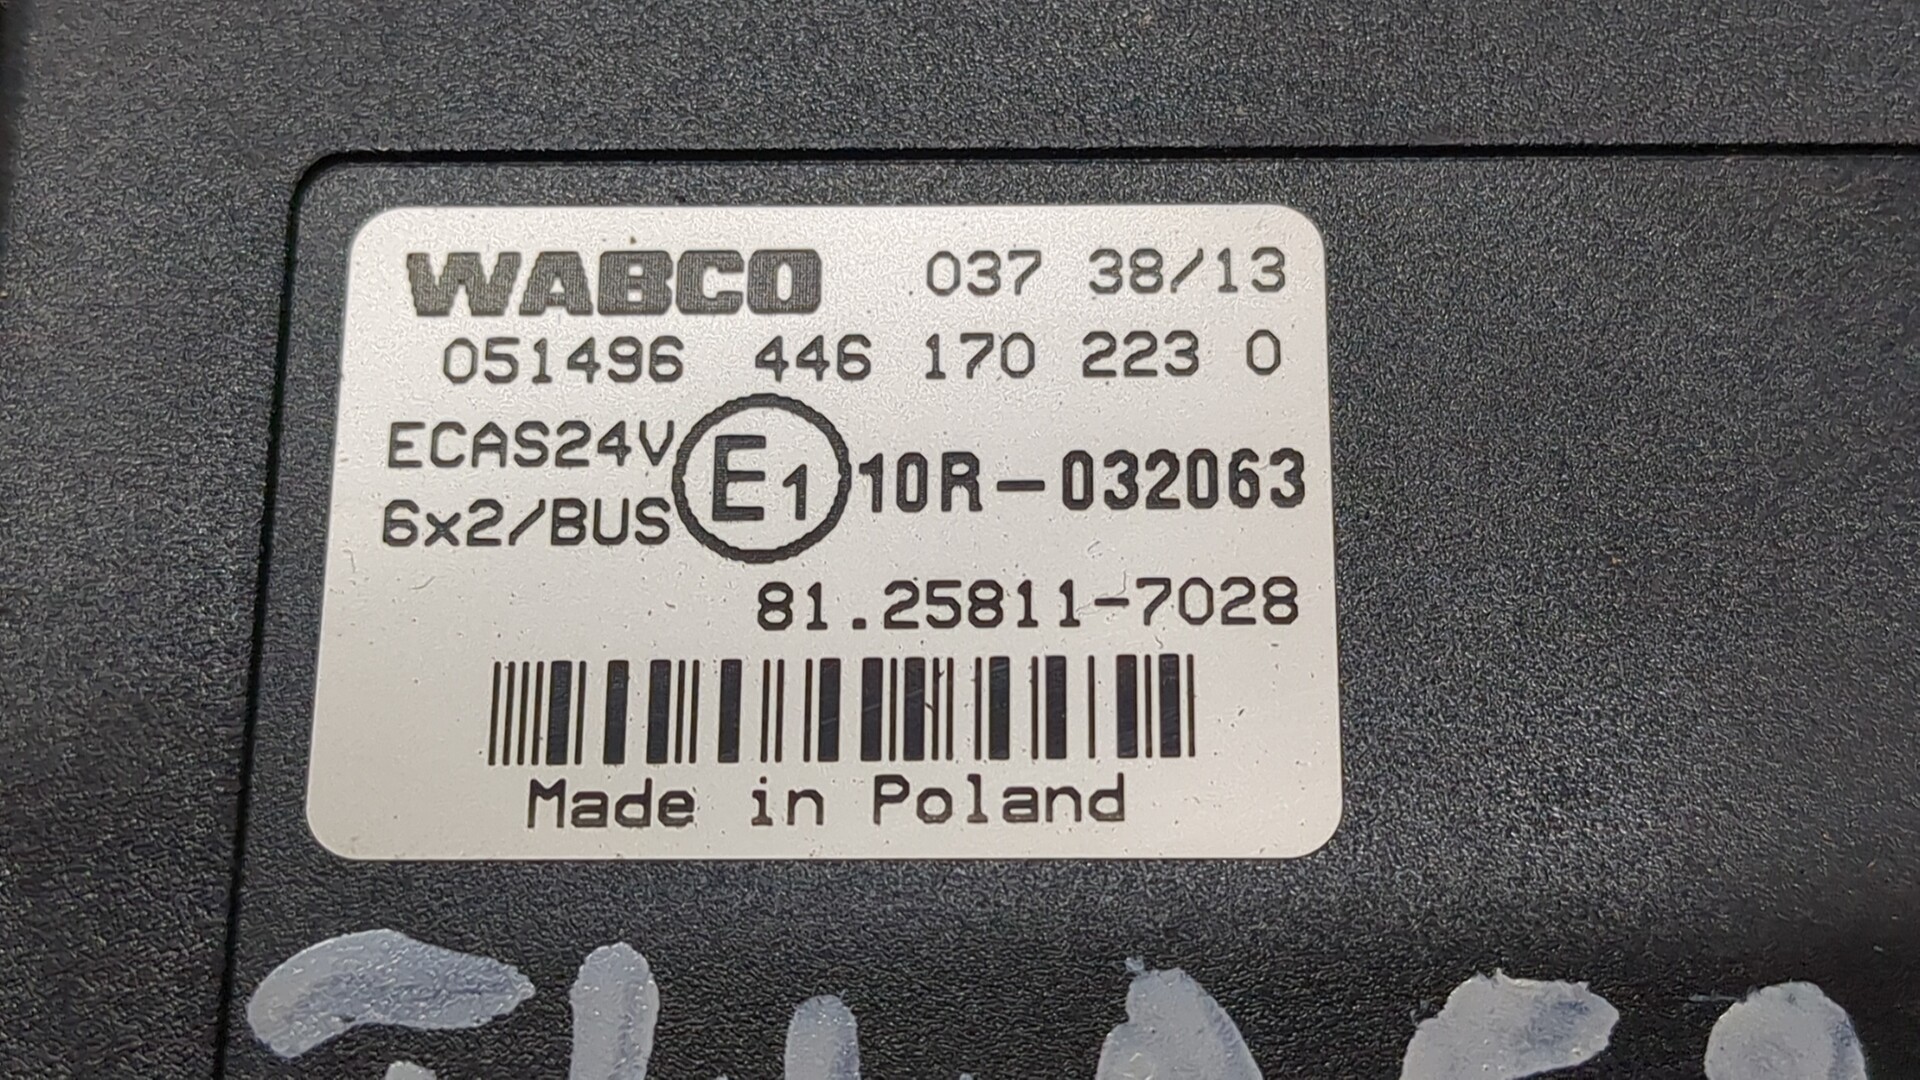 WABCO 037 38/13
051496 446 170 223 0
ECAS24V E1 10R-032063
6x2/BUS
81.25811-7028
Made in Poland